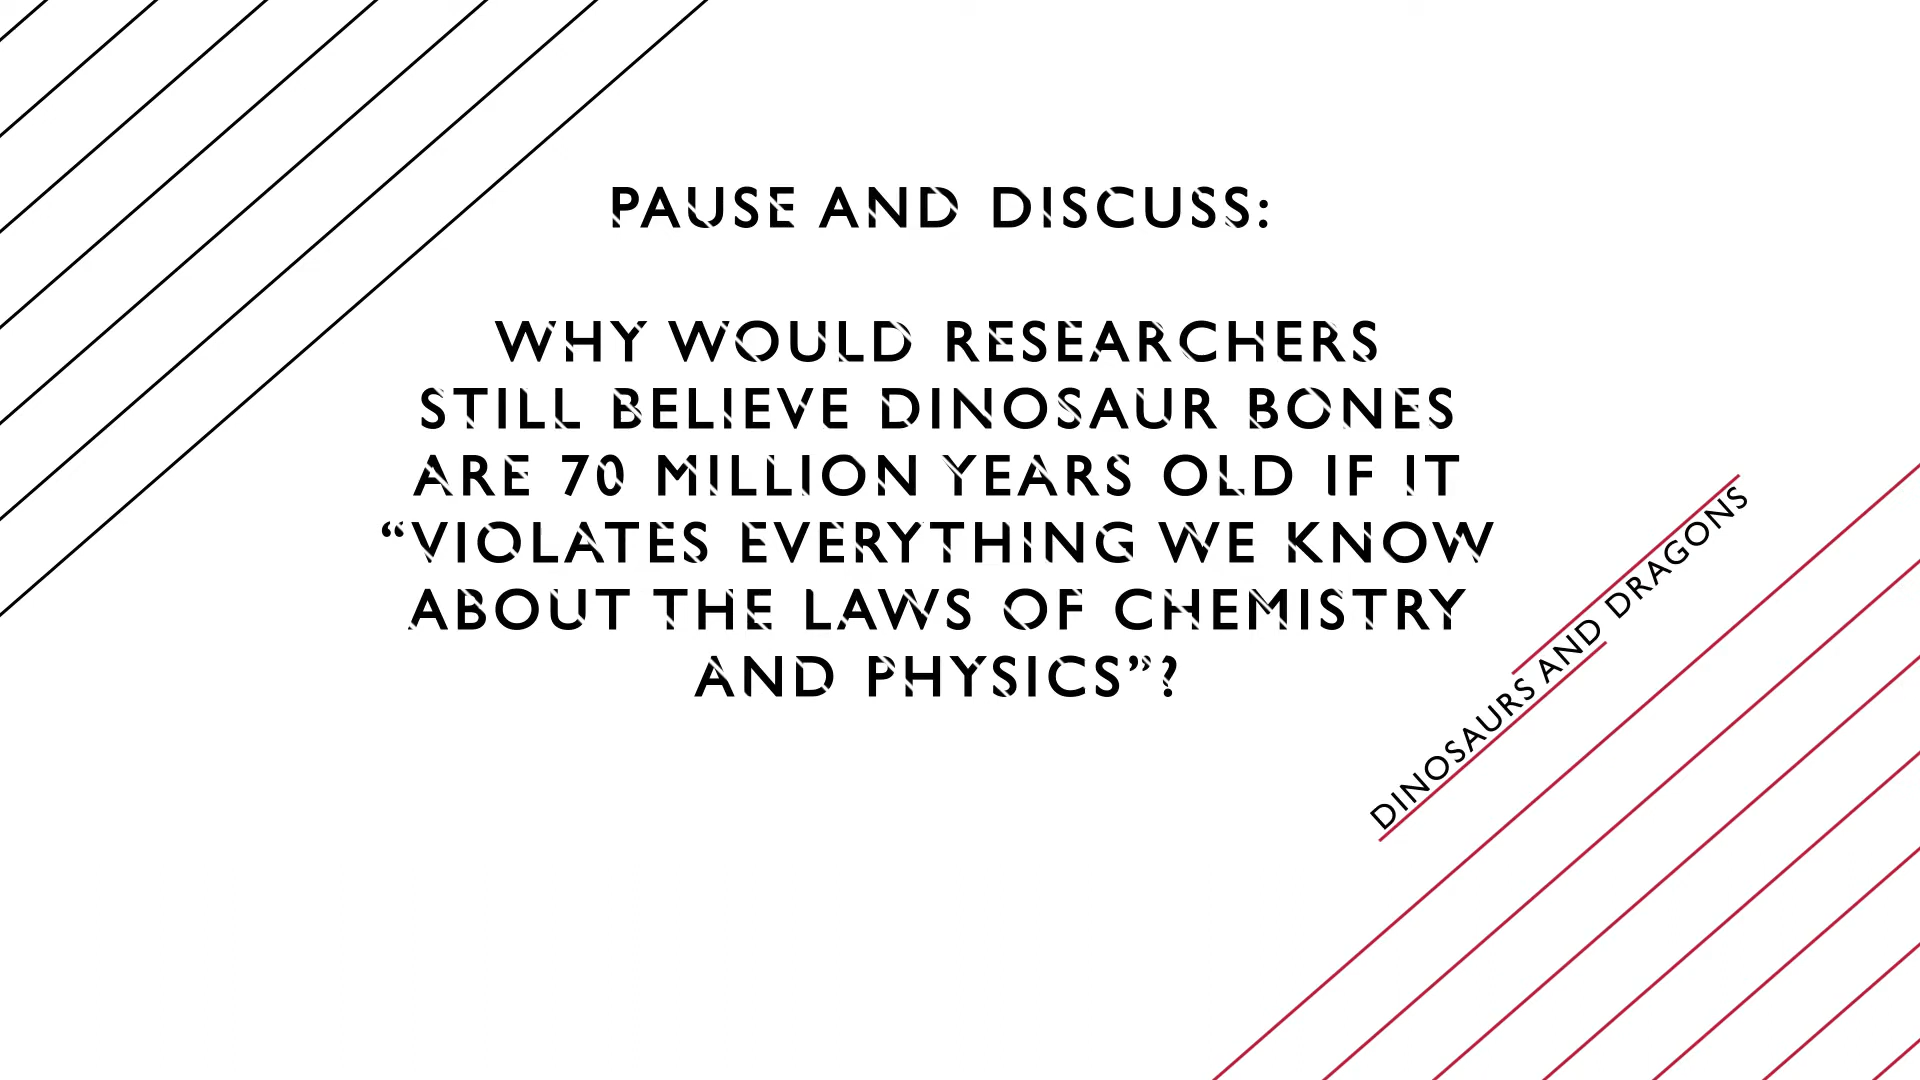 PAUSE AND DISCUSS:
WHY WOULD RESEARCHERS
STILL BELIEVE DINOSAUR BONES
ARE 70 MILLION YEARS OLD IF IT
“VIOLATES EVERYTHING WE KNOW
ABOUT THE LAWS OF CHEMISTRY
AND PHYSICS”?
DINOSAURS AND DRAGONS